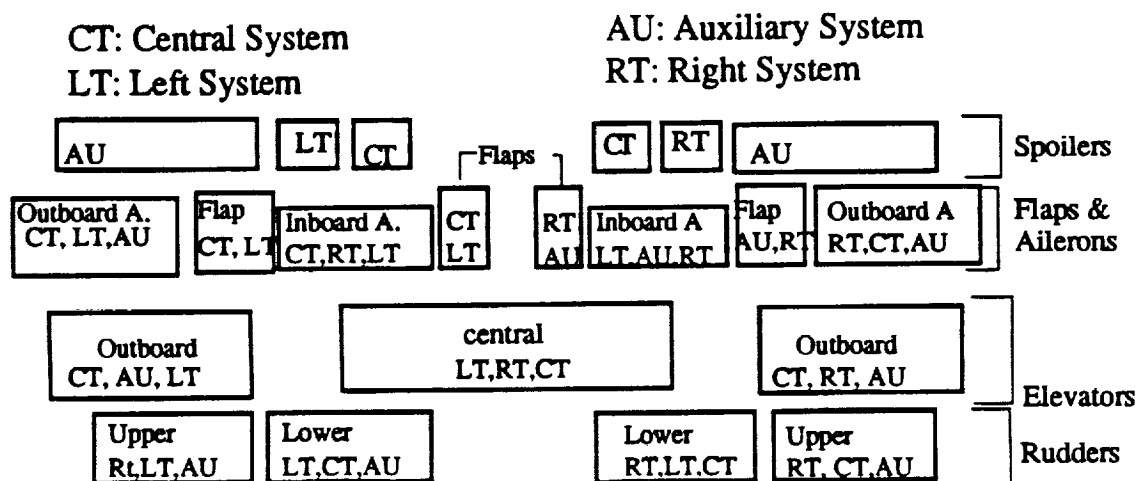 CT: Central System
AU: Auxiliary System
LT: Left System
RT: Right System
AU
LT
CT
Flaps
CT
RT
AU
Spoilers
Outboard A.
CT, LT,AU
Flap
CT, LT
Inboard A.
CT,RT,LT
CT
LT
RT
AU
Inboard A
LT,AU,RT
Flap
AU,RT
Outboard A
RT,CT,AU
Flaps &
Ailerons
Outboard
CT, AU, LT
central
LT,RT,CT
Outboard
CT, RT, AU
Elevators
Upper
Rt,LT,AU
Lower
LT,CT,AU
Lower
RT,LT,CT
Upper
RT, CT,AU
Rudders